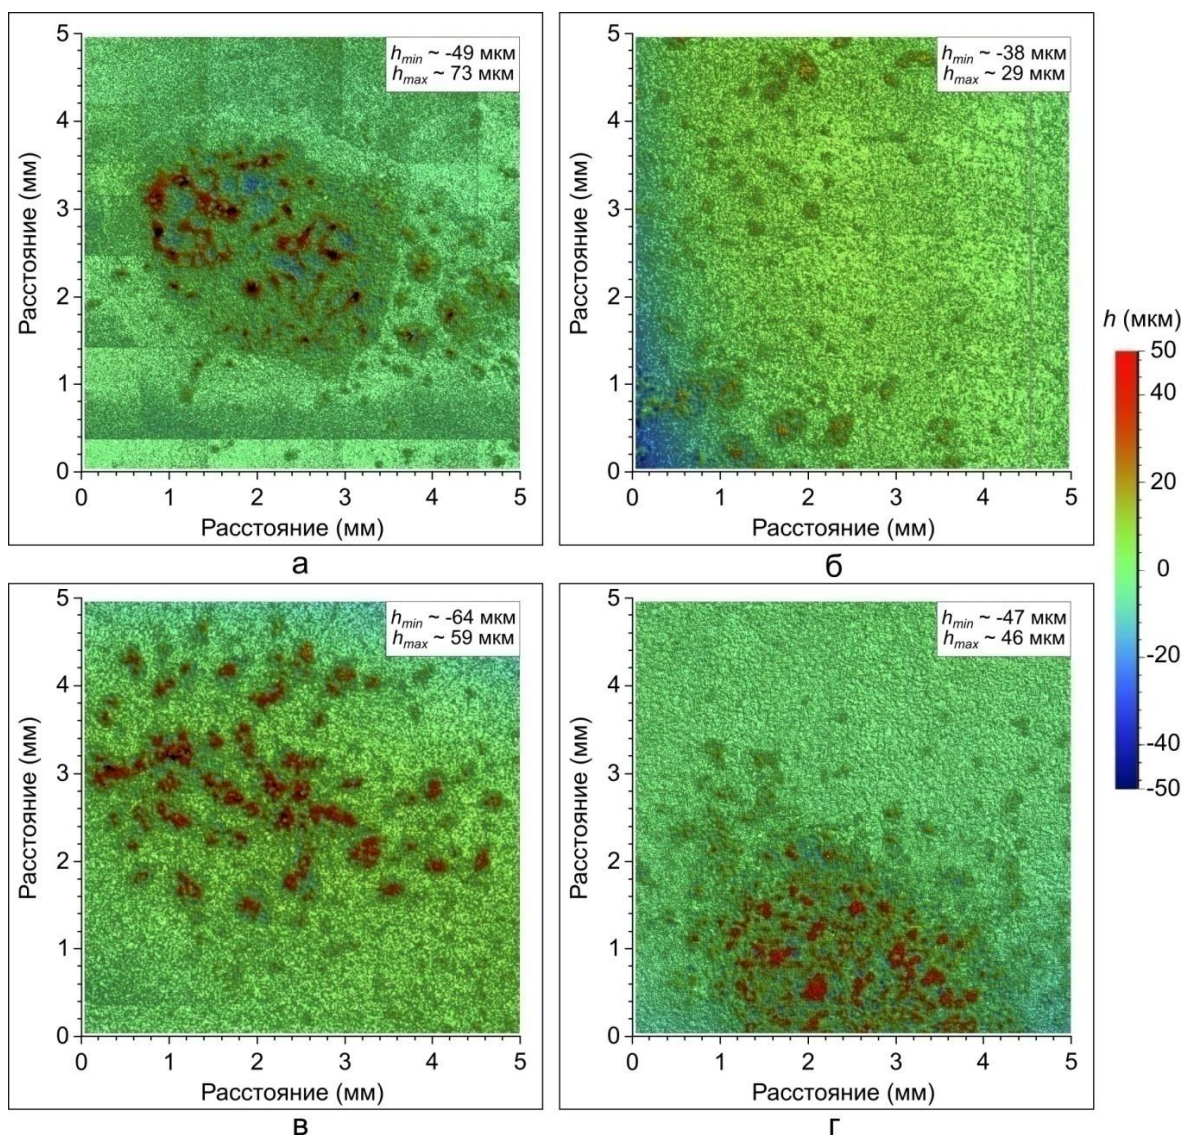 h_min ~ -49 мкм
h_max ~ 73 мкм
Расстояние (мм)
5
4
3
2
1
0
0 1 2 3 4 5
Расстояние (мм)
а
h_min ~ -38 мкм
h_max ~ 29 мкм
Расстояние (мм)
5
4
3
2
1
0
0 1 2 3 4 5
Расстояние (мм)
б
h (мкм)
50
40
20
0
-20
-40
-50
h_min ~ -64 мкм
h_max ~ 59 мкм
Расстояние (мм)
5
4
3
2
1
0
0 1 2 3 4 5
Расстояние (мм)
в
h_min ~ -47 мкм
h_max ~ 46 мкм
Расстояние (мм)
5
4
3
2
1
0
0 1 2 3 4 5
Расстояние (мм)
г